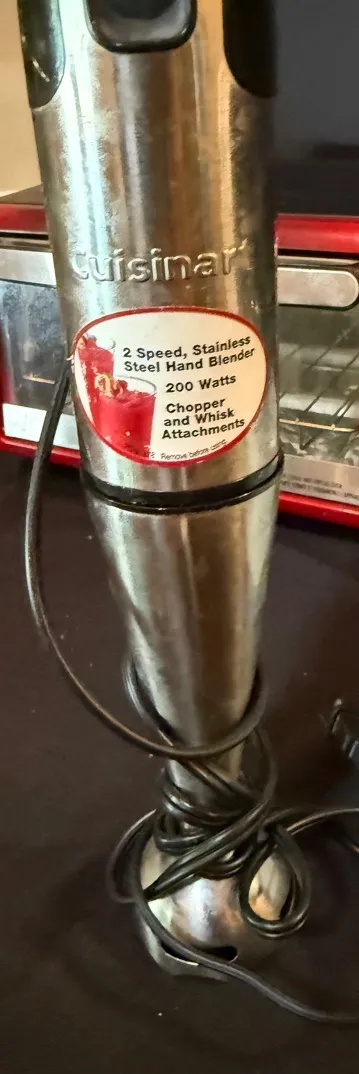 Cuisinart
2 Speed, Stainless
Steel Hand Blender
200 Watts
Chopper
and Whisk
Attachments
Remove before using